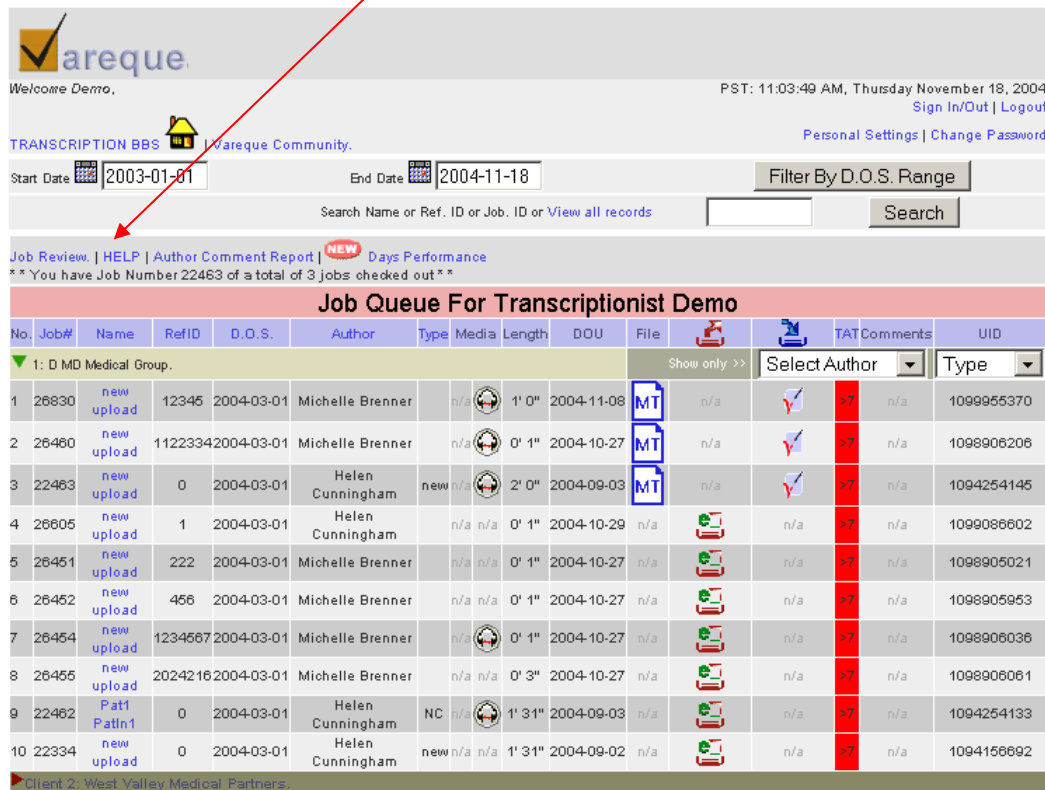 Vareque
Welcome Demo,
PST: 11:03:49 AM, Thursday November 18, 2004
Sign In/Out | Logout
Personal Settings | Change Password
TRANSCRIPTION BBS | Vareque Community.
Start Date 2003-01-01 End Date 2004-11-18 Filter By D.O.S. Range
Search Name or Ref. ID or Job. ID or View all records Search
Job Review. | HELP | Author Comment Report | NEW Days Performance
**You have Job Number 22463 of a total of 3 jobs checked out**
Job Queue For Transcriptionist Demo
No. Job# Name RefID D.O.S. Author Type Media Length DOU File TAT Comments UID
1: D MD Medical Group. Show only >> Select Author Type
1 26830 new upload 12345 2004-03-01 Michelle Brenner n/a 1' 0" 2004-11-08 MT n/a >7 n/a 1099955370
2 26460 new upload 1122334 2004-03-01 Michelle Brenner n/a 0' 1" 2004-10-27 MT n/a >7 n/a 1098906206
3 22463 new upload 0 2004-03-01 Helen Cunningham new n/a 2' 0" 2004-09-03 MT n/a >7 n/a 1094254145
4 26605 new upload 1 2004-03-01 Helen Cunningham n/a n/a 0' 1" 2004-10-29 n/a n/a >7 n/a 1099086602
5 26451 new upload 222 2004-03-01 Michelle Brenner n/a n/a 0' 1" 2004-10-27 n/a n/a >7 n/a 1098905021
6 26452 new upload 456 2004-03-01 Michelle Brenner n/a n/a 0' 1" 2004-10-27 n/a n/a >7 n/a 1098905953
7 26454 new upload 1234567 2004-03-01 Michelle Brenner n/a 0' 1" 2004-10-27 n/a n/a >7 n/a 1098906036
8 26455 new upload 2024216 2004-03-01 Michelle Brenner n/a n/a 0' 3" 2004-10-27 n/a n/a >7 n/a 1098906061
9 22462 Pat1 Patln1 0 2004-03-01 Helen Cunningham NC n/a 1' 31" 2004-09-03 n/a n/a >7 n/a 1094254133
10 22334 new upload 0 2004-03-01 Helen Cunningham new n/a n/a 1' 31" 2004-09-02 n/a n/a >7 n/a 1094156692
Client 2: West Valley Medical Partners.